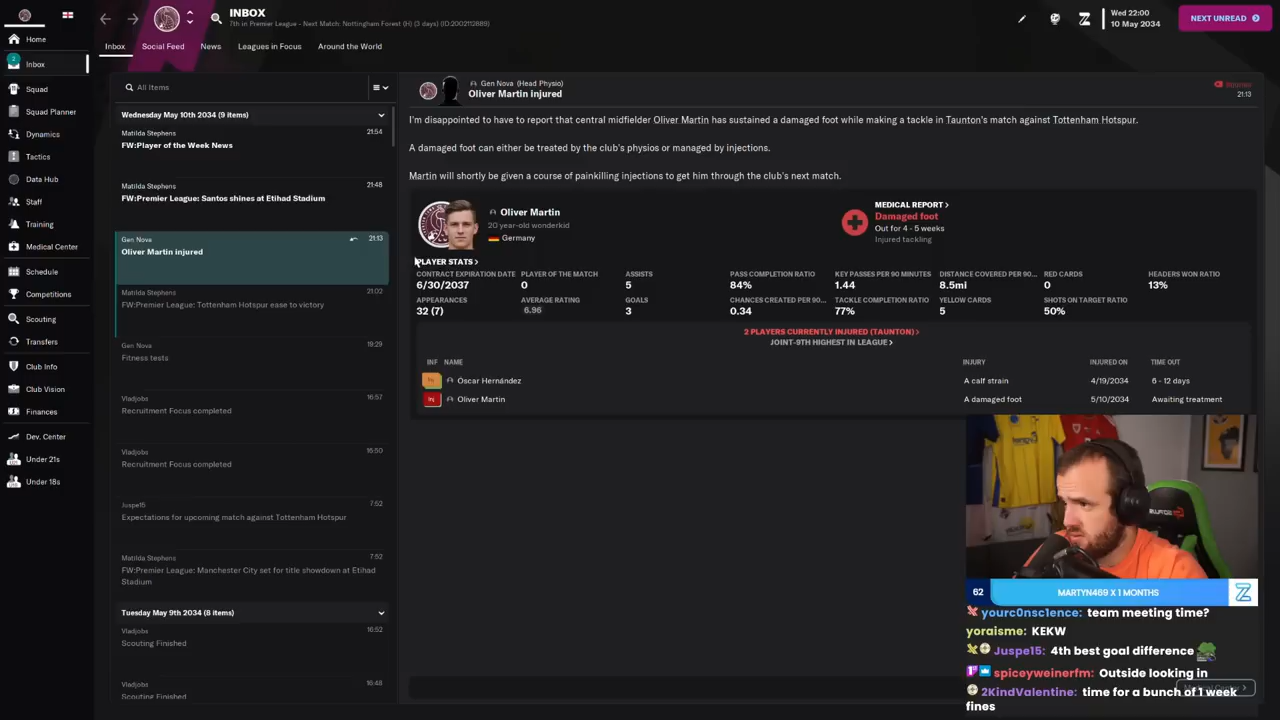 INBOX
7th in Premier League - Next Match: Nottingham Forest (H) (3 days) (ID:2002112889)
Wed 22:00
10 May 2034
NEXT UNREAD
Inbox
Social Feed
News
Leagues in Focus
Around the World
Home
2
Inbox
Squad
Squad Planner
Dynamics
Tactics
Data Hub
Staff
Training
Medical Center
Schedule
Competitions
Scouting
Transfers
Club Info
Club Vision
Finances
Dev. Center
Under 21s
Under 18s
All Items
Wednesday May 10th 2034 (9 items)
Matilda Stephens 21:54
FW:Player of the Week News
Matilda Stephens 21:48
FW:Premier League: Santos shines at Etihad Stadium
Gen Nova 21:13
Oliver Martin injured
Matilda Stephens 21:02
FW:Premier League: Tottenham Hotspur ease to victory
Gen Nova 19:29
Fitness tests
Vladjobs 16:57
Recruitment Focus completed
Vladjobs 16:50
Recruitment Focus completed
Juspe15 7:52
Expectations for upcoming match against Tottenham Hotspur
Matilda Stephens 7:52
FW:Premier League: Manchester City set for title showdown at Etihad
Stadium
Tuesday May 9th 2034 (8 items)
Vladjobs 16:52
Scouting Finished
Vladjobs 16:48
Scouting Finished
Gen Nova (Head Physio)
Oliver Martin injured
21:13
I'm disappointed to have to report that central midfielder Oliver Martin has sustained a damaged foot while making a tackle in Taunton's match against Tottenham Hotspur.
A damaged foot can either be treated by the club's physios or managed by injections.
Martin will shortly be given a course of painkilling injections to get him through the club's next match.
Oliver Martin
20 year-old wonderkid
Germany
MEDICAL REPORT >
Damaged foot
Out for 4 - 5 weeks
Injured tackling
PLAYER STATS >
CONTRACT EXPIRATION DATE PLAYER OF THE MATCH ASSISTS PASS COMPLETION RATIO KEY PASSES PER 90 MINUTES DISTANCE COVERED PER 90... RED CARDS HEADERS WON RATIO
6/30/2037 0 5 84% 1.44 8.5mi 0 13%
APPEARANCES AVERAGE RATING GOALS CHANCES CREATED PER 90... TACKLE COMPLETION RATIO YELLOW CARDS SHOTS ON TARGET RATIO
32 (7) 6.96 3 0.34 77% 5 50%
2 PLAYERS CURRENTLY INJURED (TAUNTON) >
JOINT-9TH HIGHEST IN LEAGUE >
INF NAME INJURY INJURED ON TIME OUT
Inj Óscar Hernández A calf strain 4/19/2034 6 - 12 days
Inj Oliver Martin A damaged foot 5/10/2034 Awaiting treatment
62 MARTYN469 X 1 MONTHS
yourc0nsc1ence: team meeting time?
yoraisme: KEKW
Juspe15: 4th best goal difference
spiceyweinerfm: Outside looking in
2KindValentine: time for a bunch of 1 week
fines